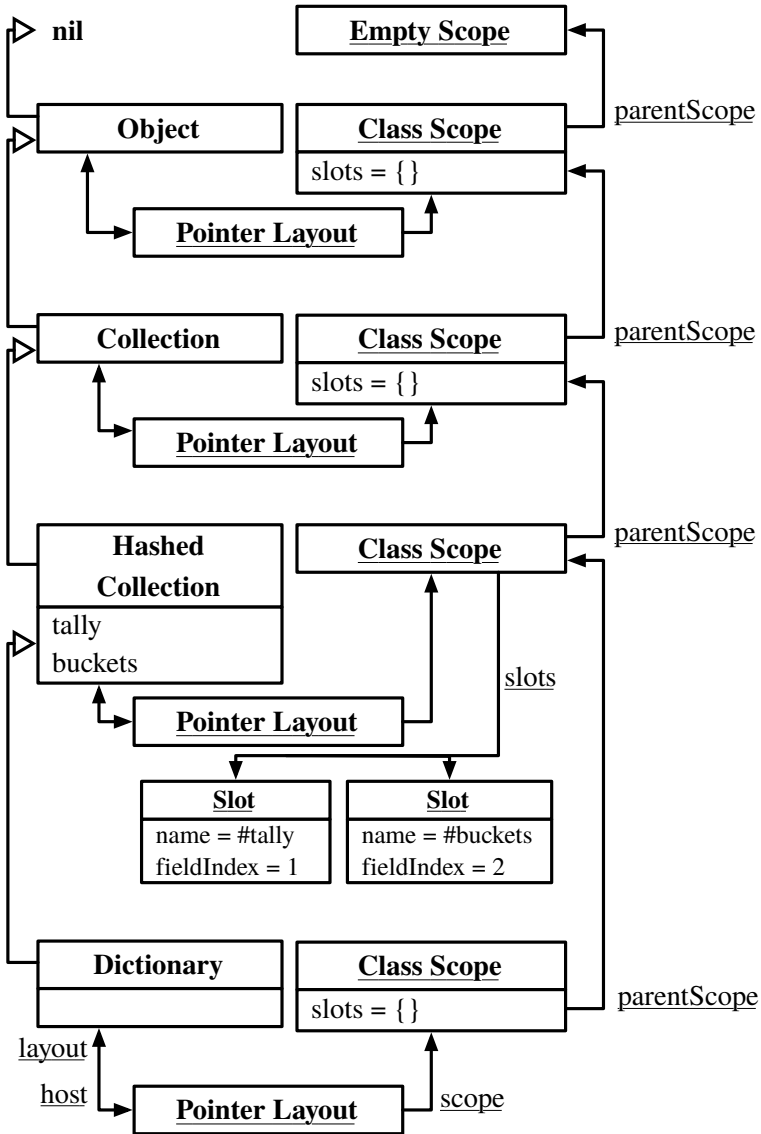 nil
Empty Scope
parentScope
Object
Class Scope
slots = {}
Pointer Layout
parentScope
Collection
Class Scope
slots = {}
Pointer Layout
parentScope
Hashed
Collection
Class Scope
tally
buckets
slots
Pointer Layout
Slot
name = #tally
fieldIndex = 1
Slot
name = #buckets
fieldIndex = 2
Dictionary
Class Scope
slots = {}
parentScope
layout
host
Pointer Layout
scope